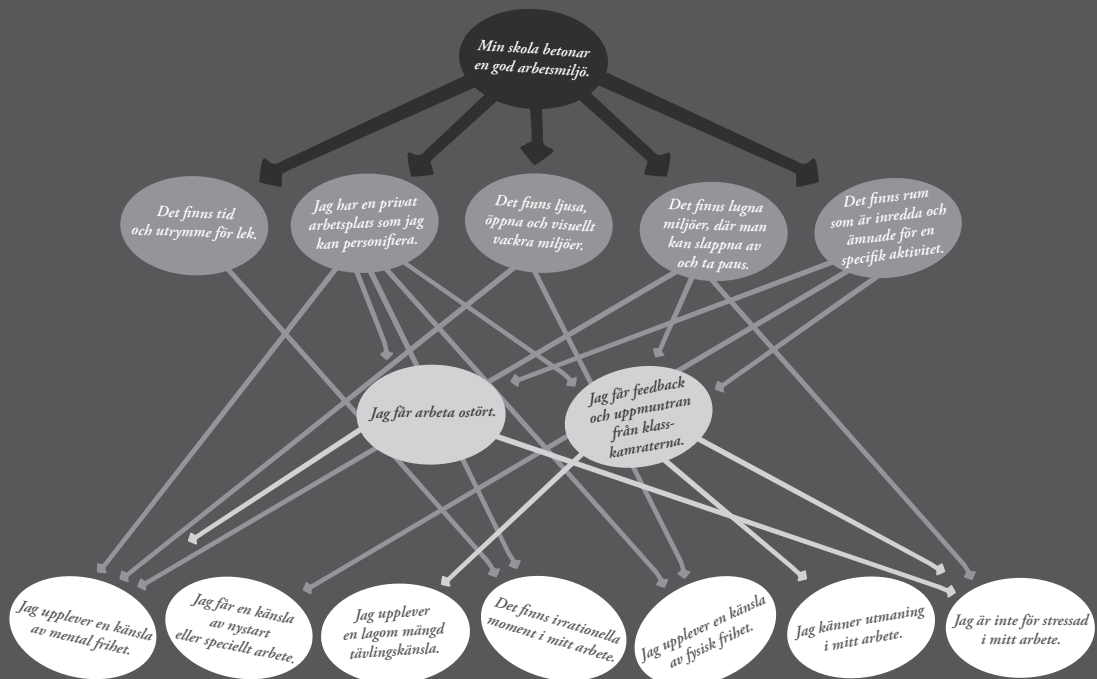 Min skola betonar
en god arbetsmiljö.
Det finns tid
och utrymme för lek.
Jag har en privat
arbetsplats som jag
kan personifiera.
Det finns ljusa,
öppna och visuellt
vackra miljöer.
Det finns lugna
miljöer, där man
kan slappna av
och ta paus.
Det finns rum
som är inredda och
ämnade för en
specifik aktivitet.
Jag får arbeta ostört.
Jag får feedback
och uppmuntran
från klass-
kamraterna.
Jag upplever en känsla
av mental frihet.
Jag får en känsla
av nystart
eller speciellt arbete.
Jag upplever
en lagom mängd
tävlingskänsla.
Det finns irrationella
moment i mitt arbete.
Jag upplever en känsla
av fysisk frihet.
Jag känner utmaning
i mitt arbete.
Jag är inte för stressad
i mitt arbete.